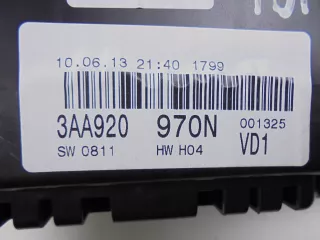 10.06.13 21:40 1799
3AA920 970N 001325
SW 0811 HW H04 VD1